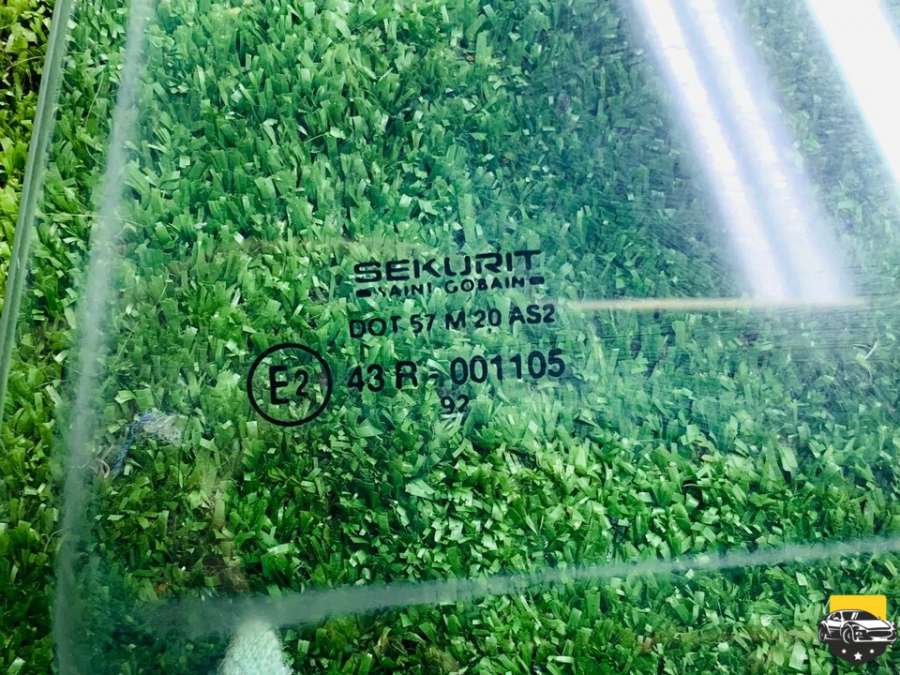 SEKURIT
SAINT GOBAIN
DOT 57 M 20 AS2
E2 43 R - 001105
92